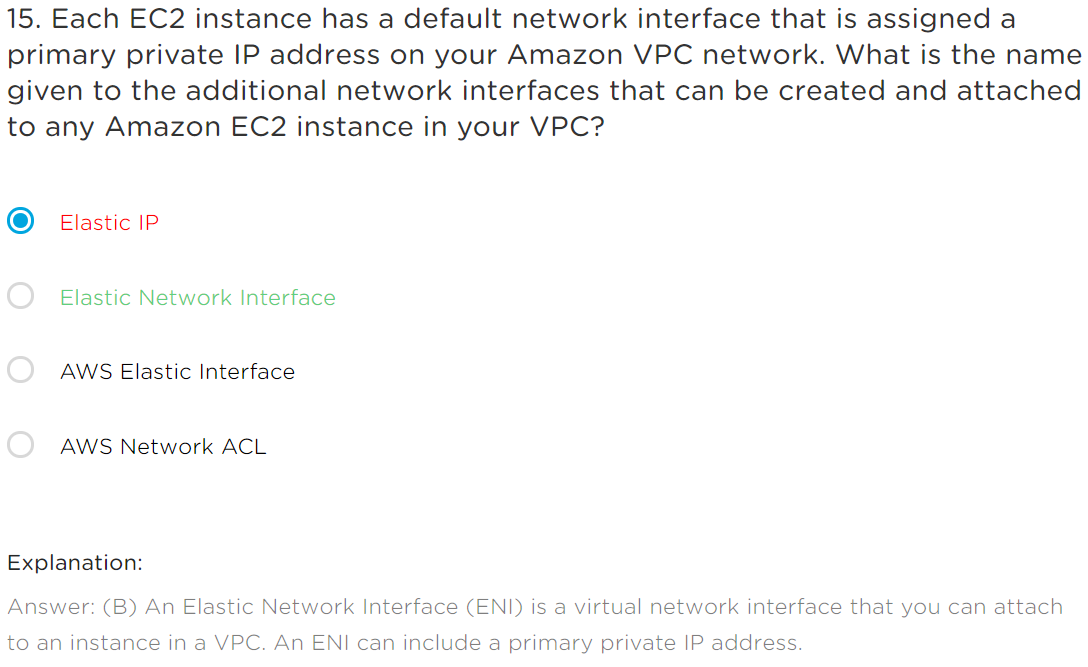 15. Each EC2 instance has a default network interface that is assigned a
primary private IP address on your Amazon VPC network. What is the name
given to the additional network interfaces that can be created and attached
to any Amazon EC2 instance in your VPC?
Elastic IP
Elastic Network Interface
AWS Elastic Interface
AWS Network ACL
Explanation:
Answer: (B) An Elastic Network Interface (ENI) is a virtual network interface that you can attach
to an instance in a VPC. An ENI can include a primary private IP address.